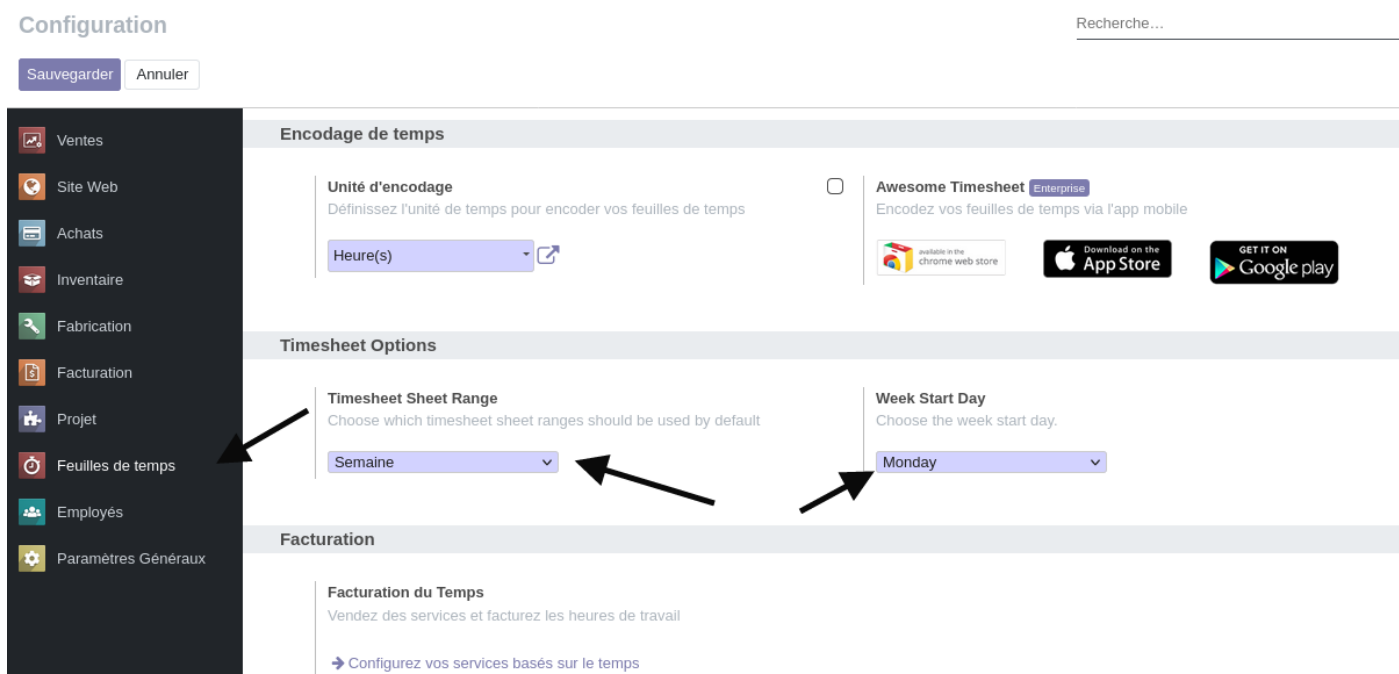 Configuration
Recherche...
Sauvegarder Annuler
Ventes
Site Web
Achats
Inventaire
Fabrication
Facturation
Projet
Feuilles de temps
Employés
Paramètres Généraux
Encodage de temps
Unité d'encodage
Définissez l'unité de temps pour encoder vos feuilles de temps
Heure(s)
Awesome Timesheet Enterprise
Encodez vos feuilles de temps via l'app mobile
available in the
chrome web store
Download on the
App Store
GET IT ON
Google play
Timesheet Options
Timesheet Sheet Range
Choose which timesheet sheet ranges should be used by default
Semaine
Week Start Day
Choose the week start day.
Monday
Facturation
Facturation du Temps
Vendez des services et facturez les heures de travail
Configurez vos services basés sur le temps